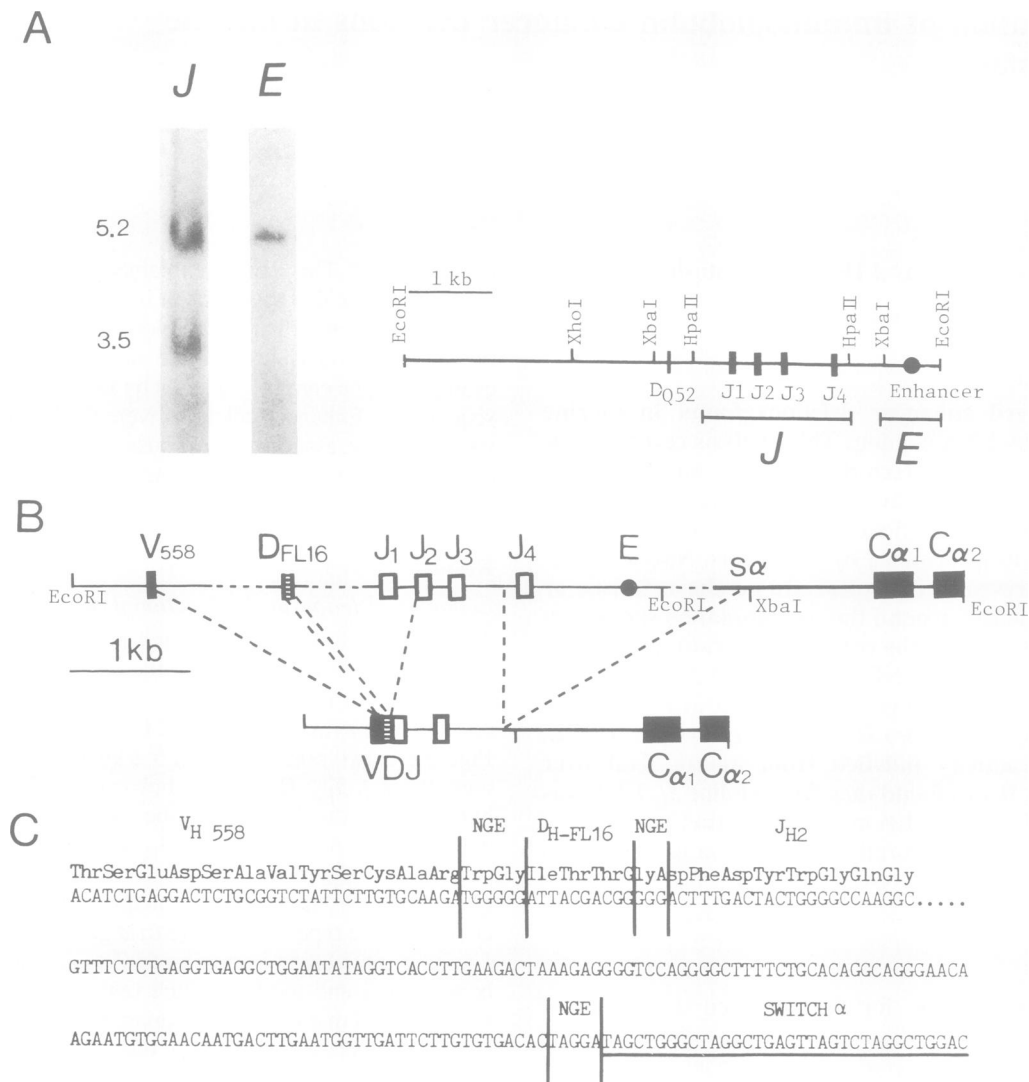 A
J E
5.2
3.5
1 kb
EcoRI XhoI XbaI HpaII HpaII XbaI EcoRI
DQ52 J1 J2 J3 J4 Enhancer
J E
B
V558 DFL16 J1 J2 J3 J4 E Sα Cα1 Cα2
EcoRI EcoRI XbaI EcoRI
1kb
VDJ Cα1 Cα2
C
VH 558 NGE DH-FL16 NGE JH2
ThrSerGluAspSerAlaValTyrSerCysAlaArgTrpGlyIleThrThrGlyAspPheAspTyrTrpGlyGlnGly
ACATCTGAGGACTCTGCGGTCTATTCTTGTGCAAGATGGGGGATTACGACGGGGGACTTTGACTACTGGGGCCAAGGC.....
GTTTCTCTGAGGTGAGGCTGGAATATAGGTCACCTTGAAGACTAAAGAGGGGTCCAGGGGCTTTTCTGCACAGGCAGGGAACA
NGE SWITCH α
AGAATGTGGAACAATGACTTGAATGGTTGATTCTTGTGTGACACTAGGATAGCTGGGCTAGGCTGAGTTAGTCTAGGCTGGAC